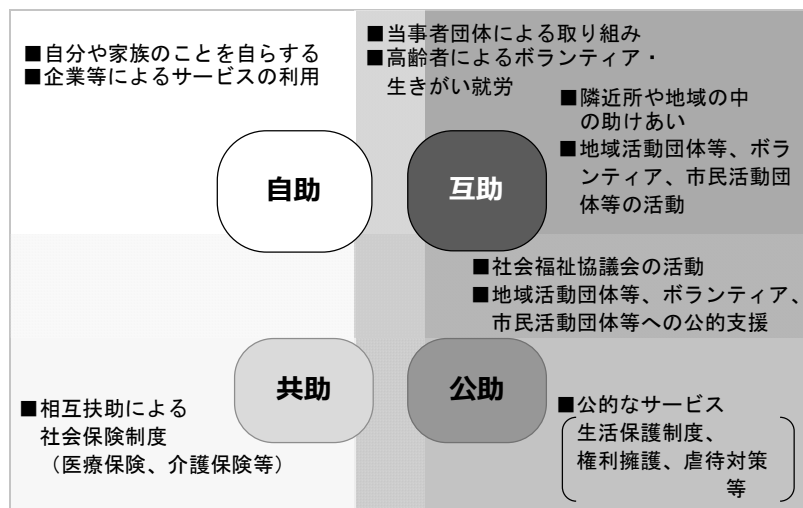 ■自分や家族のことを自らする
■企業等によるサービスの利用
■当事者団体による取り組み
■高齢者によるボランティア・
生きがい就労
■隣近所や地域の中
の助けあい
■地域活動団体等、ボラ
ンティア、市民活動団
体等の活動
自助
互助
■社会福祉協議会の活動
■地域活動団体等、ボランティア、
市民活動団体等への公的支援
共助
公助
■相互扶助による
社会保険制度
（医療保険、介護保険等）
■公的なサービス
生活保護制度、
権利擁護、虐待対策
等